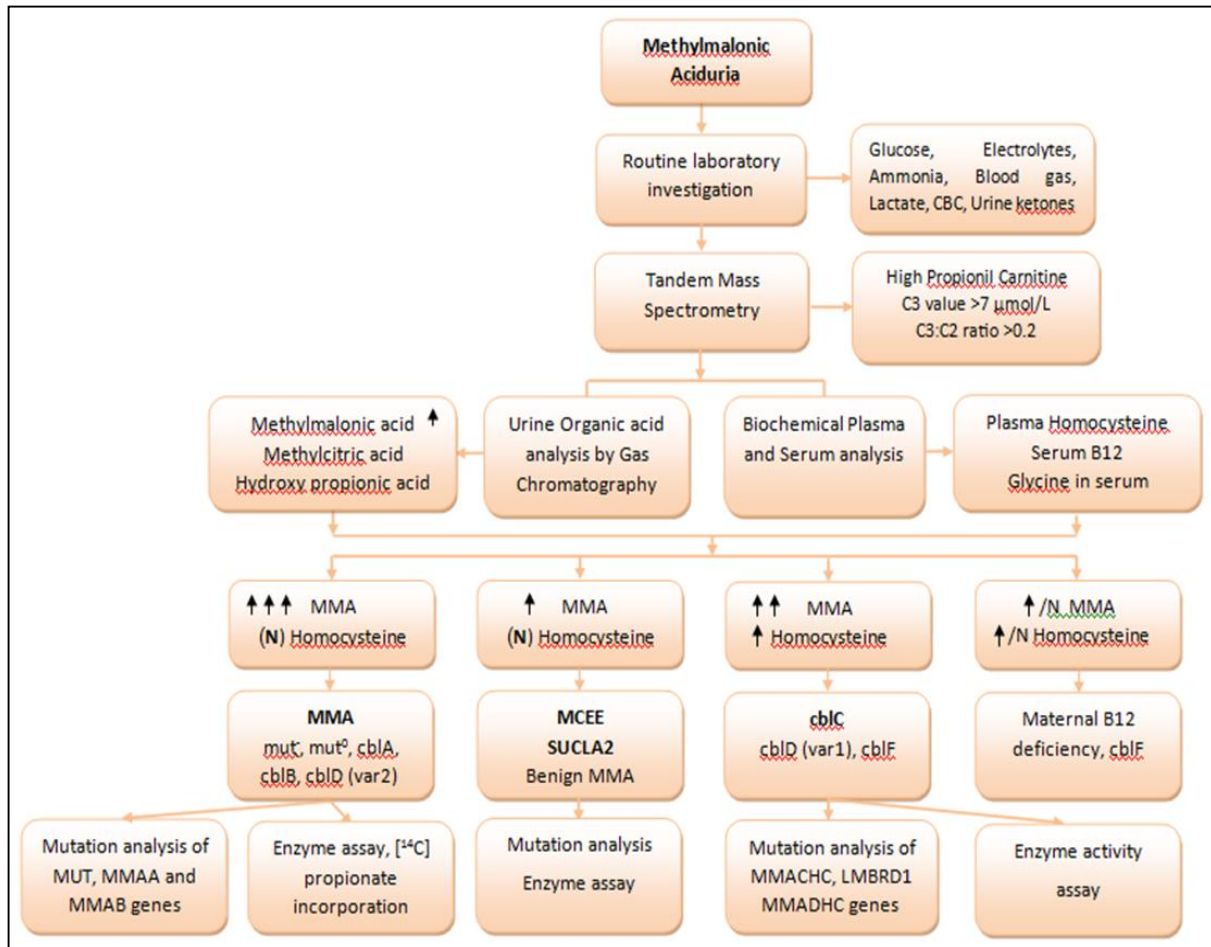 Methylmalonic
Aciduria
Routine laboratory
investigation
Glucose, Electrolytes,
Ammonia, Blood gas,
Lactate, CBC, Urine ketones
Tandem Mass
Spectrometry
High Propionil Carnitine
C3 value >7 µmol/L
C3:C2 ratio >0.2
Methylmalonic acid ↑
Methylcitric acid
Hydroxy propionic acid
Urine Organic acid
analysis by Gas
Chromatography
Biochemical Plasma
and Serum analysis
Plasma Homocysteine
Serum B12
Glycine in serum
↑↑↑ MMA
(N) Homocysteine
↑ MMA
(N) Homocysteine
↑↑ MMA
↑ Homocysteine
↑/N MMA
↑/N Homocysteine
MMA
mut⁻, mut⁰, cblA,
cblB, cblD (var2)
MCEE
SUCLA2
Benign MMA
cblC
cblD (var1), cblF
Maternal B12
deficiency, cblF
Mutation analysis of
MUT, MMAA and
MMAB genes
Enzyme assay, [¹⁴C]
propionate
incorporation
Mutation analysis
Enzyme assay
Mutation analysis of
MMACHC, LMBRD1
MMADHC genes
Enzyme activity
assay